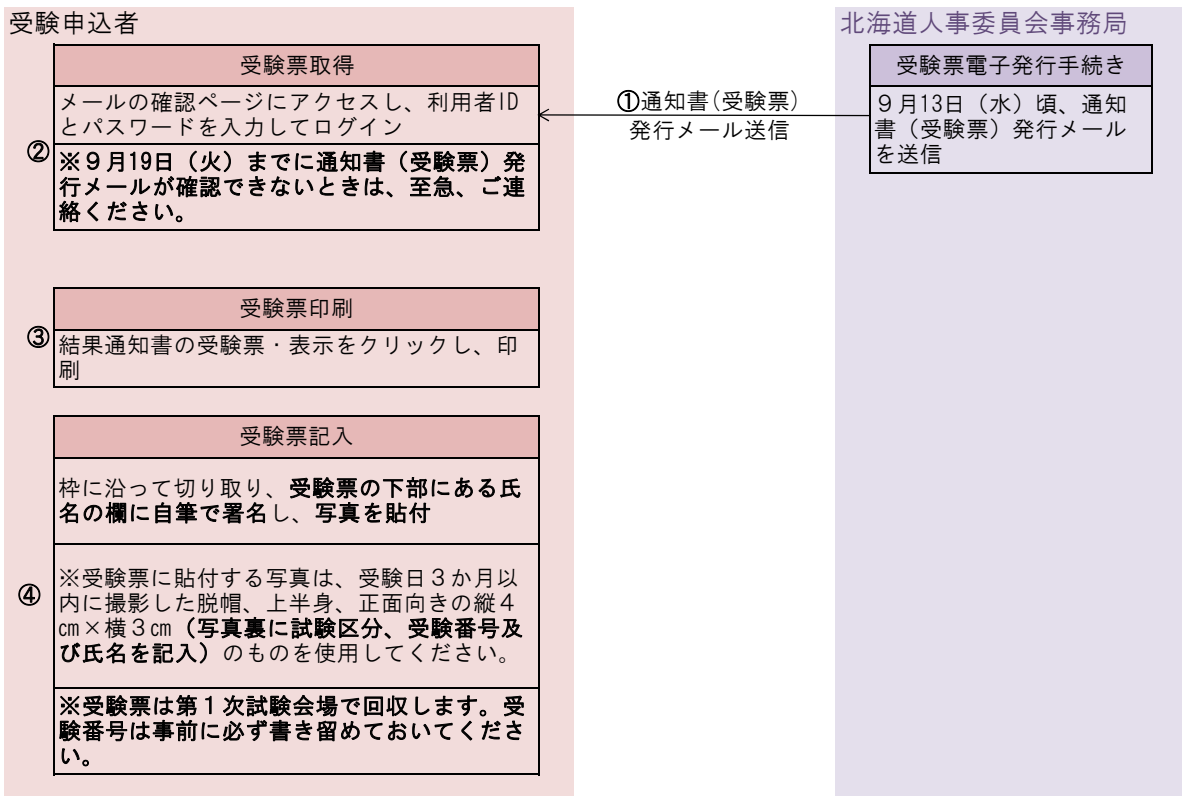 受験申込者
北海道人事委員会事務局
受験票取得
メールの確認ページにアクセスし、利用者ID
とパスワードを入力してログイン
②
※９月19日（火）までに通知書（受験票）発
行メールが確認できないときは、至急、ご連
絡ください。
①通知書(受験票)
発行メール送信
受験票電子発行手続き
９月13日（水）頃、通知
書（受験票）発行メール
を送信
受験票印刷
③
結果通知書の受験票・表示をクリックし、印
刷
受験票記入
枠に沿って切り取り、受験票の下部にある氏
名の欄に自筆で署名し、写真を貼付
④
※受験票に貼付する写真は、受験日３か月以
内に撮影した脱帽、上半身、正面向きの縦４
㎝×横３㎝（写真裏に試験区分、受験番号及
び氏名を記入）のものを使用してください。
※受験票は第１次試験会場で回収します。受
験番号は事前に必ず書き留めておいてくださ
い。